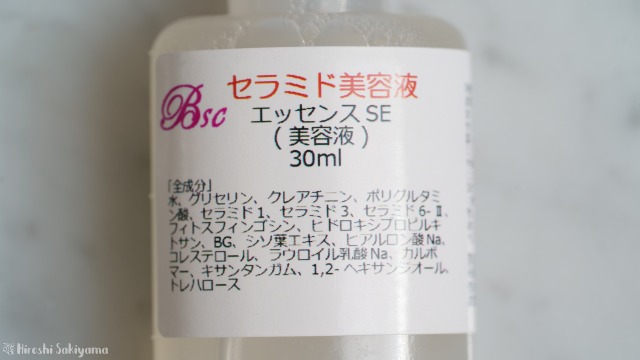 セラミド美容液
Bsc
エッセンスSE
(美容液)
30ml
「全成分」
水、グリセリン、クレアチニン、ポリグルタミ
ン酸、セラミド1、セラミド3、セラミド6-Ⅱ、
フィトスフィンゴシン、ヒドロキシプロピルキ
トサン、BG、シソ葉エキス、ヒアルロン酸Na、
コレステロール、ラウロイル乳酸Na、カルボ
マー、キサンタンガム、1,2-ヘキサンジオール、
トレハロース
Hiroshi Sakiyama